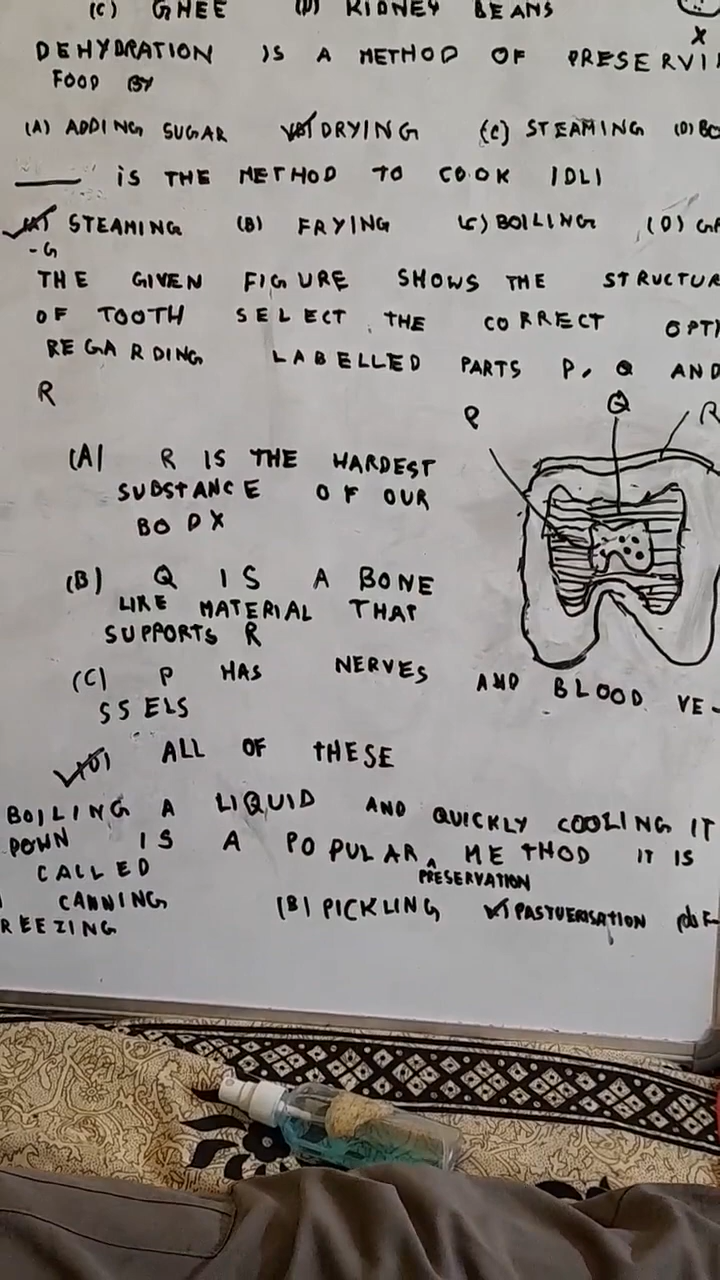 (C) GHEE (D) KIDNEY BEANS
X
DEHYDRATION IS A METHOD OF PRESERVI
FOOD BY
(A) ADDING SUGAR (B) DRYING (C) STEAMING (D) BO
____ IS THE METHOD TO COOK IDLI
(A) STEAMING (B) FRYING (C) BOILING (D) GR
-G
THE GIVEN FIGURE SHOWS THE STRUCTUR
OF TOOTH SELECT THE CORRECT OPTI
REGARDING LABELLED PARTS P, Q AND
R
P Q R
(A) R IS THE HARDEST
SUBSTANCE OF OUR
BODY
(B) Q IS A BONE
LIKE MATERIAL THAT
SUPPORTS R
(C) P HAS NERVES AND BLOOD VE-
SSELS
(D) ALL OF THESE
BOILING A LIQUID AND QUICKLY COOLING IT
DOWN IS A POPULAR PRESERVATION METHOD IT IS
CALLED
CANNING (B) PICKLING (C) PASTUERISATION (D) F
REEZING